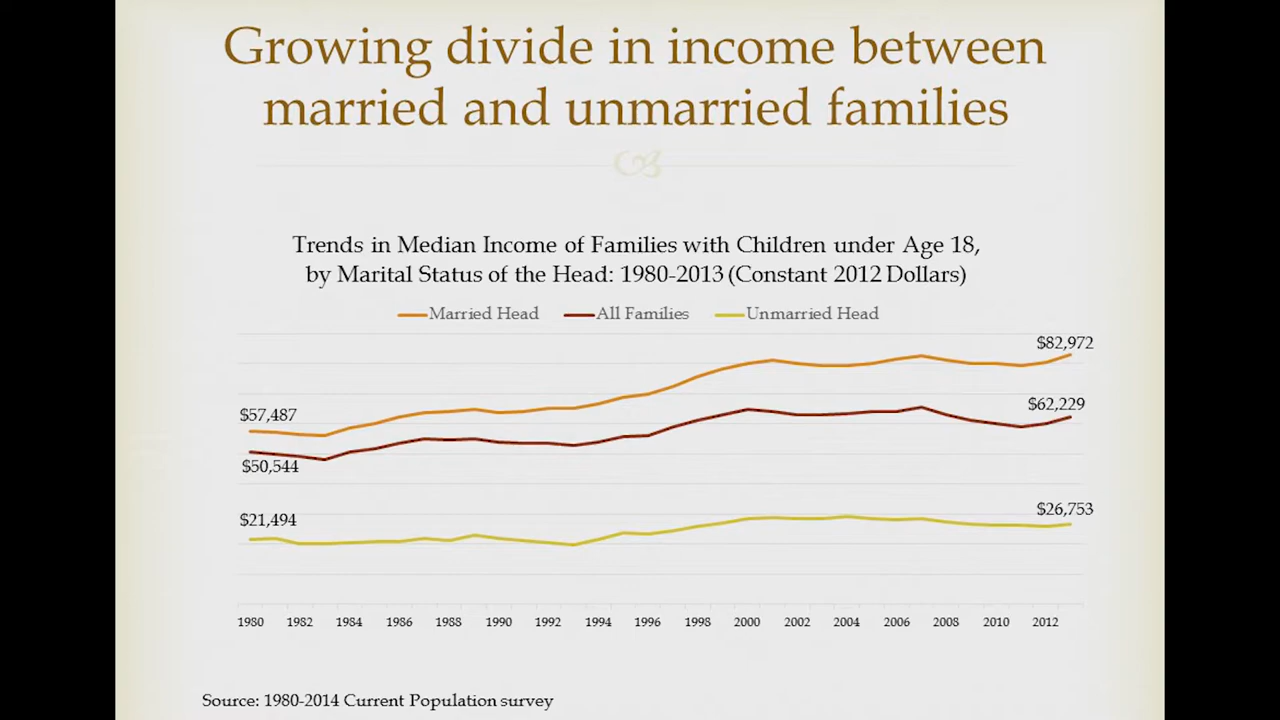 Growing divide in income between
married and unmarried families
Trends in Median Income of Families with Children under Age 18,
by Marital Status of the Head: 1980-2013 (Constant 2012 Dollars)
Married Head All Families Unmarried Head
$82,972
$57,487
$62,229
$50,544
$21,494
$26,753
1980 1982 1984 1986 1988 1990 1992 1994 1996 1998 2000 2002 2004 2006 2008 2010 2012
Source: 1980-2014 Current Population survey